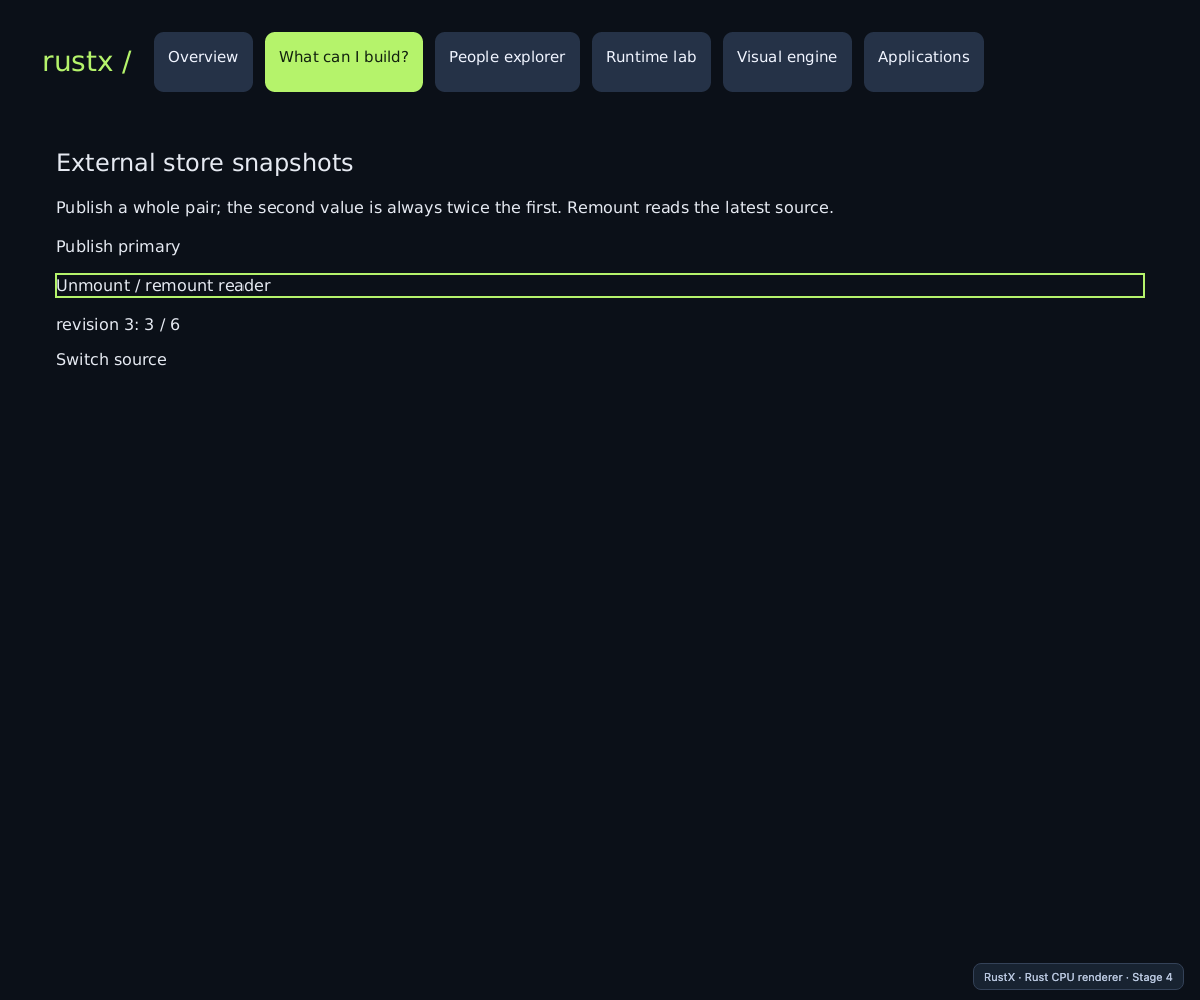 rustx / Overview What can I build? People explorer Runtime lab Visual engine Applications
External store snapshots
Publish a whole pair; the second value is always twice the first. Remount reads the latest source.
Publish primary
Unmount / remount reader
revision 3: 3 / 6
Switch source
RustX · Rust CPU renderer · Stage 4